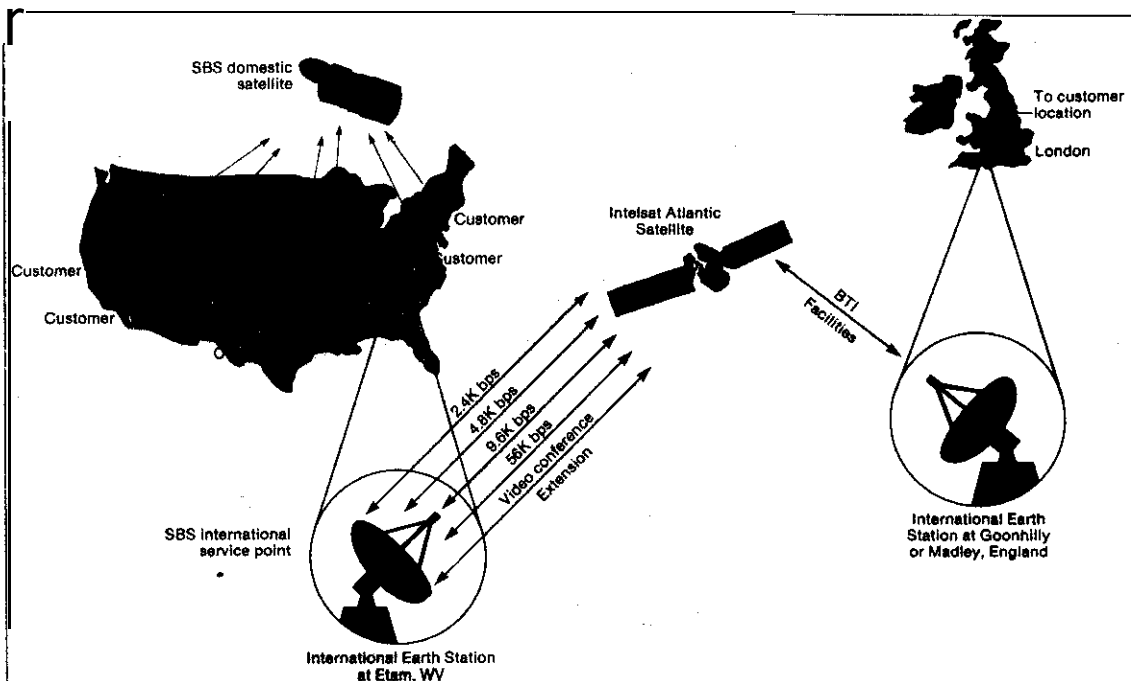 r
SBS domestic
satellite
To customer
location
London
Customer
Customer
Customer
Customer
Intelsat Atlantic
Satellite
BTI
Facilities
2.4K bps
4.8K bps
9.6K bps
56K bps
Video conference
Extension
SBS International
service point
International Earth
Station at Goonhilly
or Madley, England
International Earth Station
at Etam, WV